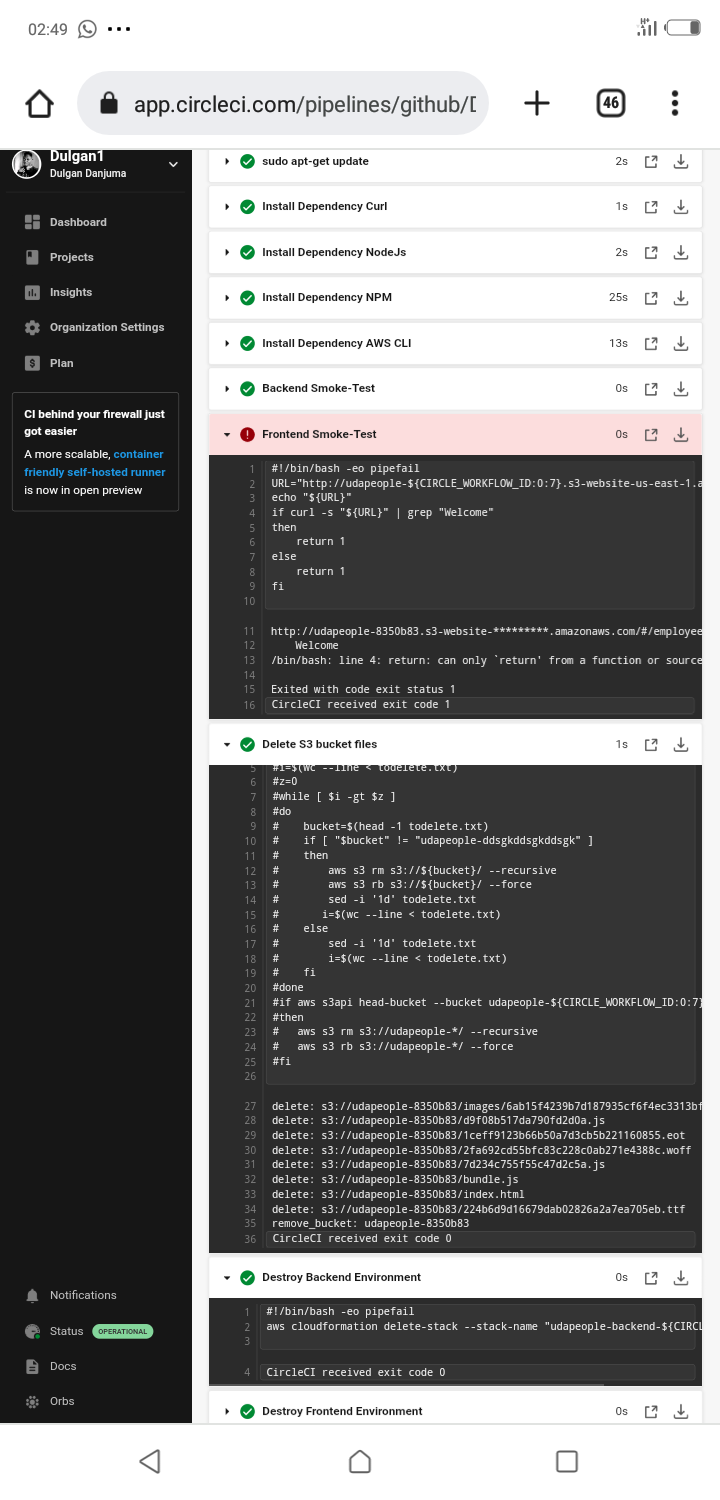 02:49
app.circleci.com/pipelines/github/D
46
Dulgan1
Dulgan Danjuma
Dashboard
Projects
Insights
Organization Settings
Plan
CI behind your firewall just
got easier
A more scalable, container
friendly self-hosted runner
is now in open preview
Notifications
Status OPERATIONAL
Docs
Orbs
sudo apt-get update 2s
Install Dependency Curl 1s
Install Dependency NodeJs 2s
Install Dependency NPM 25s
Install Dependency AWS CLI 13s
Backend Smoke-Test 0s
Frontend Smoke-Test 0s
1 #!/bin/bash -eo pipefail
2 URL="http://udapeople-${CIRCLE_WORKFLOW_ID:0:7}.s3-website-us-east-1.a
3 echo "${URL}"
4 if curl -s "${URL}" | grep "Welcome"
5 then
6     return 1
7 else
8     return 1
9 fi
10
11 http://udapeople-8350b83.s3-website-*********.amazonaws.com/#/employee
12     Welcome
13 /bin/bash: line 4: return: can only `return' from a function or source
14
15 Exited with code exit status 1
16 CircleCI received exit code 1
Delete S3 bucket files 1s
5 #i=$(wc --line < todelete.txt)
6 #z=0
7 #while [ $i -gt $z ]
8 #do
9 #    bucket=$(head -1 todelete.txt)
10 #    if [ "$bucket" != "udapeople-ddsgkddsgkddsgk" ]
11 #    then
12 #        aws s3 rm s3://${bucket}/ --recursive
13 #        aws s3 rb s3://${bucket}/ --force
14 #        sed -i '1d' todelete.txt
15 #       i=$(wc --line < todelete.txt)
16 #    else
17 #        sed -i '1d' todelete.txt
18 #        i=$(wc --line < todelete.txt)
19 #    fi
20 #done
21 #if aws s3api head-bucket --bucket udapeople-${CIRCLE_WORKFLOW_ID:0:7}
22 #then
23 #   aws s3 rm s3://udapeople-*/ --recursive
24 #   aws s3 rb s3://udapeople-*/ --force
25 #fi
26
27 delete: s3://udapeople-8350b83/images/6ab15f4239b7d187935cf6f4ec3313bf
28 delete: s3://udapeople-8350b83/d9f08b517da790fd2d0a.js
29 delete: s3://udapeople-8350b83/1ceff9123b66b50a7d3cb5b221160855.eot
30 delete: s3://udapeople-8350b83/2fa692cd55bfc83c228c0ab271e4388c.woff
31 delete: s3://udapeople-8350b83/7d234c755f55c47d2c5a.js
32 delete: s3://udapeople-8350b83/bundle.js
33 delete: s3://udapeople-8350b83/index.html
34 delete: s3://udapeople-8350b83/224b6d9d16679dab02826a2a7ea705eb.ttf
35 remove_bucket: udapeople-8350b83
36 CircleCI received exit code 0
Destroy Backend Environment 0s
1 #!/bin/bash -eo pipefail
2 aws cloudformation delete-stack --stack-name "udapeople-backend-${CIRCL
3
4 CircleCI received exit code 0
Destroy Frontend Environment 0s